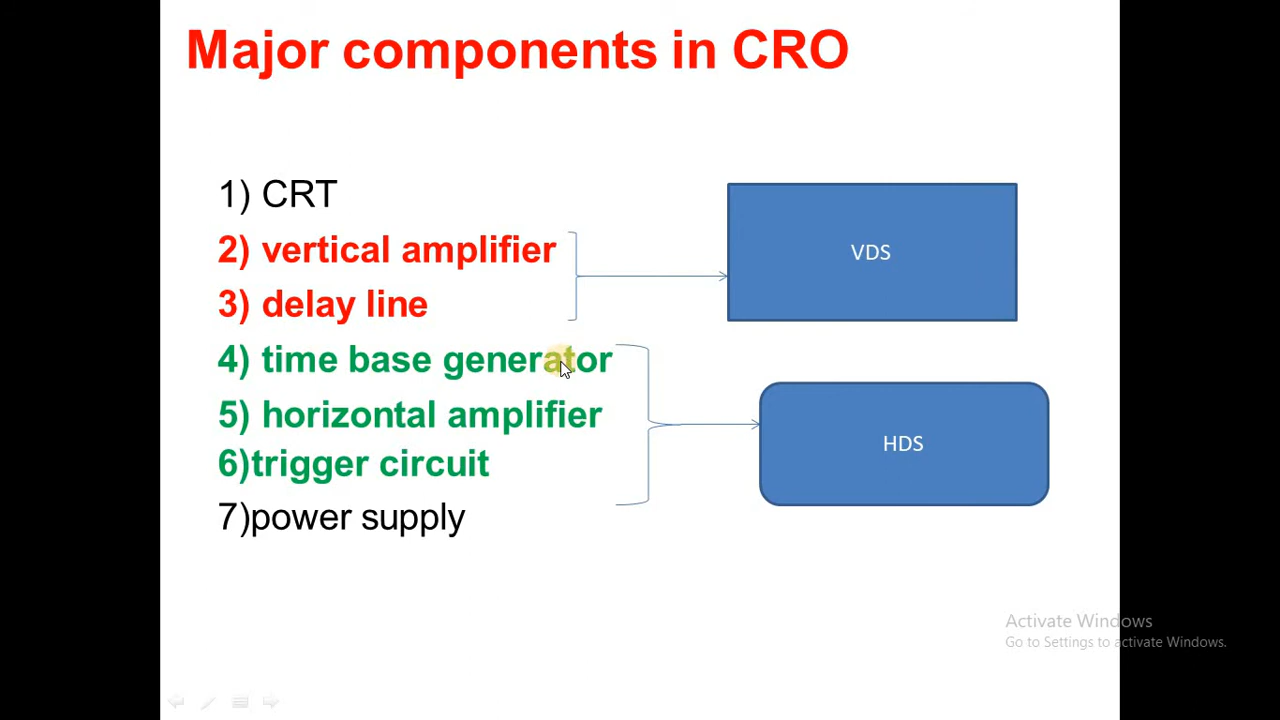 Major components in CRO
1) CRT
2) vertical amplifier
3) delay line
4) time base generator
5) horizontal amplifier
6)trigger circuit
7)power supply
VDS
HDS
Activate Windows
Go to Settings to activate Windows.